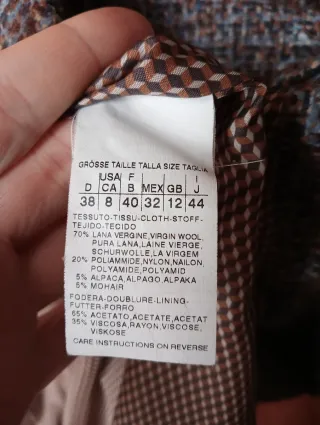 GRÖSSE TAILLE TALLA SIZE TAGLIA
D USA CA F B MEX GB I J
38 8 40 32 12 44
TESSUTO-TISSU-CLOTH-STOFF-
TEJIDO-TECIDO
70% LANA VERGINE,VIRGIN WOOL,
PURA LANA,LAINE VIERGE,
SCHURWOLLE,LA VIRGEM
20% POLIAMMIDE,NYLON,NAILON,
POLYAMIDE,POLYAMID
5% ALPACA,ALPAGO,ALPAKA
5% MOHAIR
FODERA-DOUBLURE-LINING-
FUTTER-FORRO
65% ACETATO,ACETATE,ACETAT
35% VISCOSA,RAYON,VISCOSE,
VISKOSE
CARE INSTRUCTIONS ON REVERSE